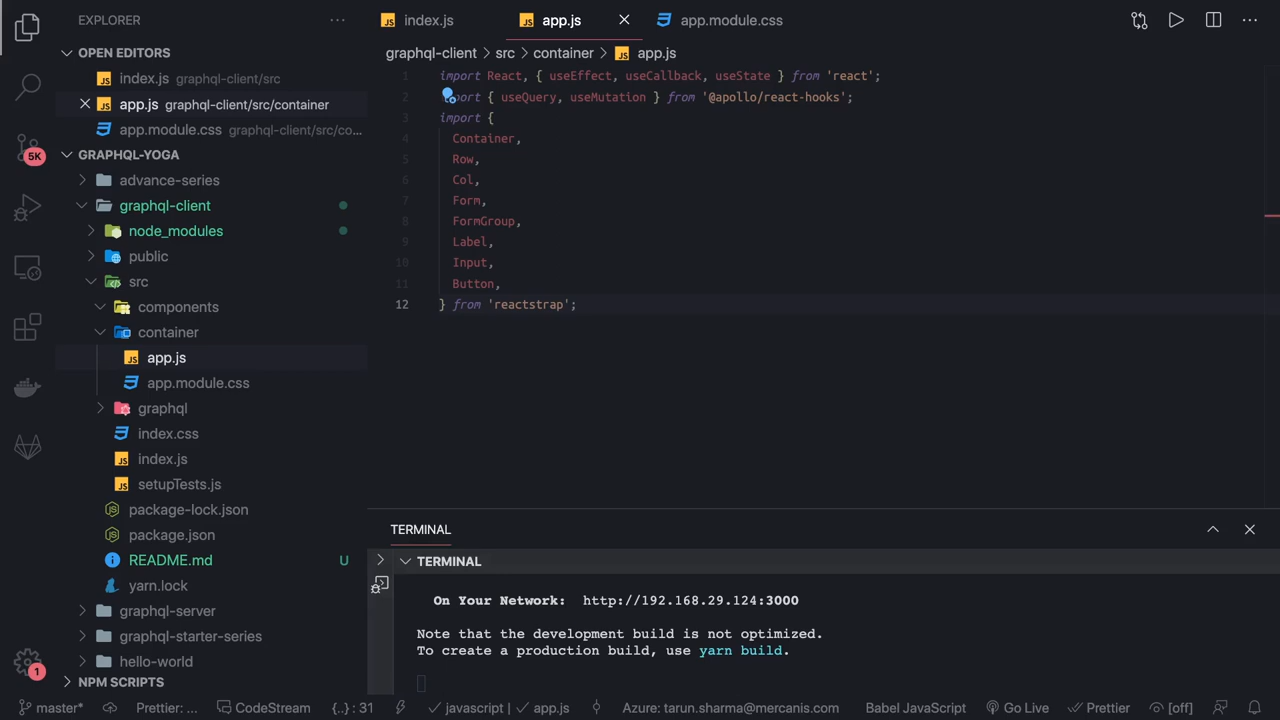 EXPLORER
OPEN EDITORS
index.js graphql-client/src
app.js graphql-client/src/container
app.module.css graphql-client/src/co...
5K
GRAPHQL-YOGA
advance-series
graphql-client
node_modules
public
src
components
container
app.js
app.module.css
graphql
index.css
index.js
setupTests.js
package-lock.json
package.json
README.md U
yarn.lock
graphql-server
graphql-starter-series
hello-world
1
NPM SCRIPTS
index.js
app.js
app.module.css
graphql-client > src > container > app.js
1 import React, { useEffect, useCallback, useState } from 'react';
2 port { useQuery, useMutation } from '@apollo/react-hooks';
3 import {
4 Container,
5 Row,
6 Col,
7 Form,
8 FormGroup,
9 Label,
10 Input,
11 Button,
12 } from 'reactstrap';
TERMINAL
TERMINAL
On Your Network: http://192.168.29.124:3000
Note that the development build is not optimized.
To create a production build, use yarn build.
master* Prettier: ... CodeStream {..} : 31 javascript | app.js Azure: tarun.sharma@mercanis.com Babel JavaScript Go Live Prettier [off]